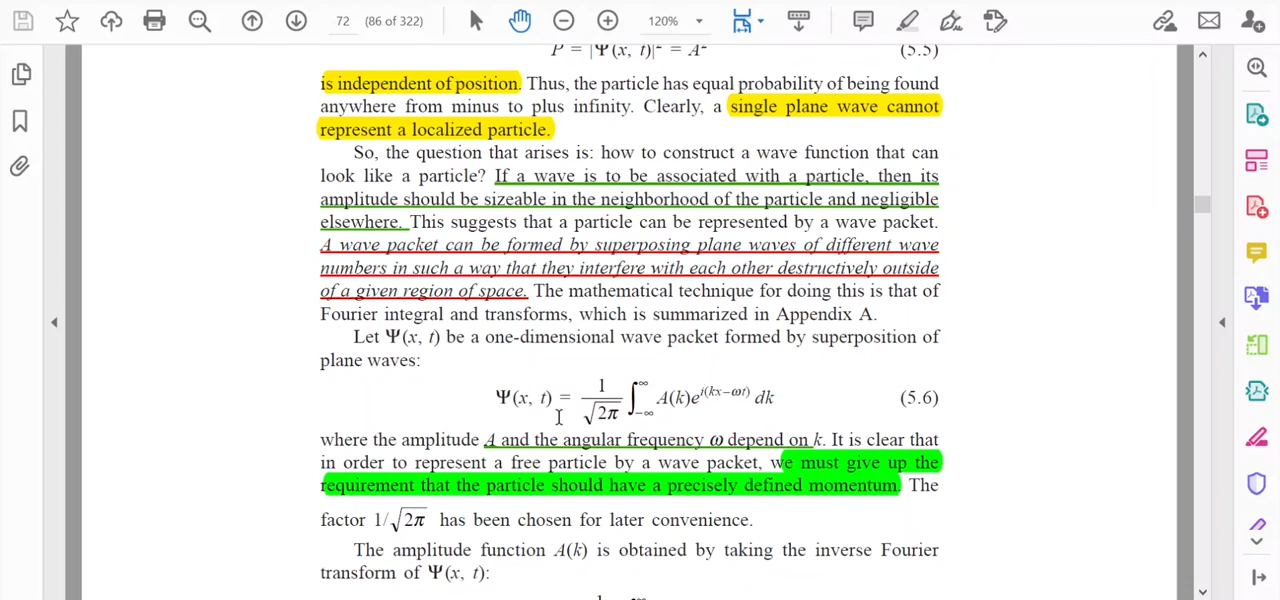 72 (86 of 322) 120%
P = |Ψ(x, t)|² = A² (5.5)
is independent of position. Thus, the particle has equal probability of being found
anywhere from minus to plus infinity. Clearly, a single plane wave cannot
represent a localized particle.
So, the question that arises is: how to construct a wave function that can
look like a particle? If a wave is to be associated with a particle, then its
amplitude should be sizeable in the neighborhood of the particle and negligible
elsewhere. This suggests that a particle can be represented by a wave packet.
A wave packet can be formed by superposing plane waves of different wave
numbers in such a way that they interfere with each other destructively outside
of a given region of space. The mathematical technique for doing this is that of
Fourier integral and transforms, which is summarized in Appendix A.
Let Ψ(x, t) be a one-dimensional wave packet formed by superposition of
plane waves:
Ψ(x, t) = 1/√2π ∫_{-∞}^{∞} A(k)e^{i(kx−ωt)} dk (5.6)
where the amplitude A and the angular frequency ω depend on k. It is clear that
in order to represent a free particle by a wave packet, we must give up the
requirement that the particle should have a precisely defined momentum. The
factor 1/√2π has been chosen for later convenience.
The amplitude function A(k) is obtained by taking the inverse Fourier
transform of Ψ(x, t):